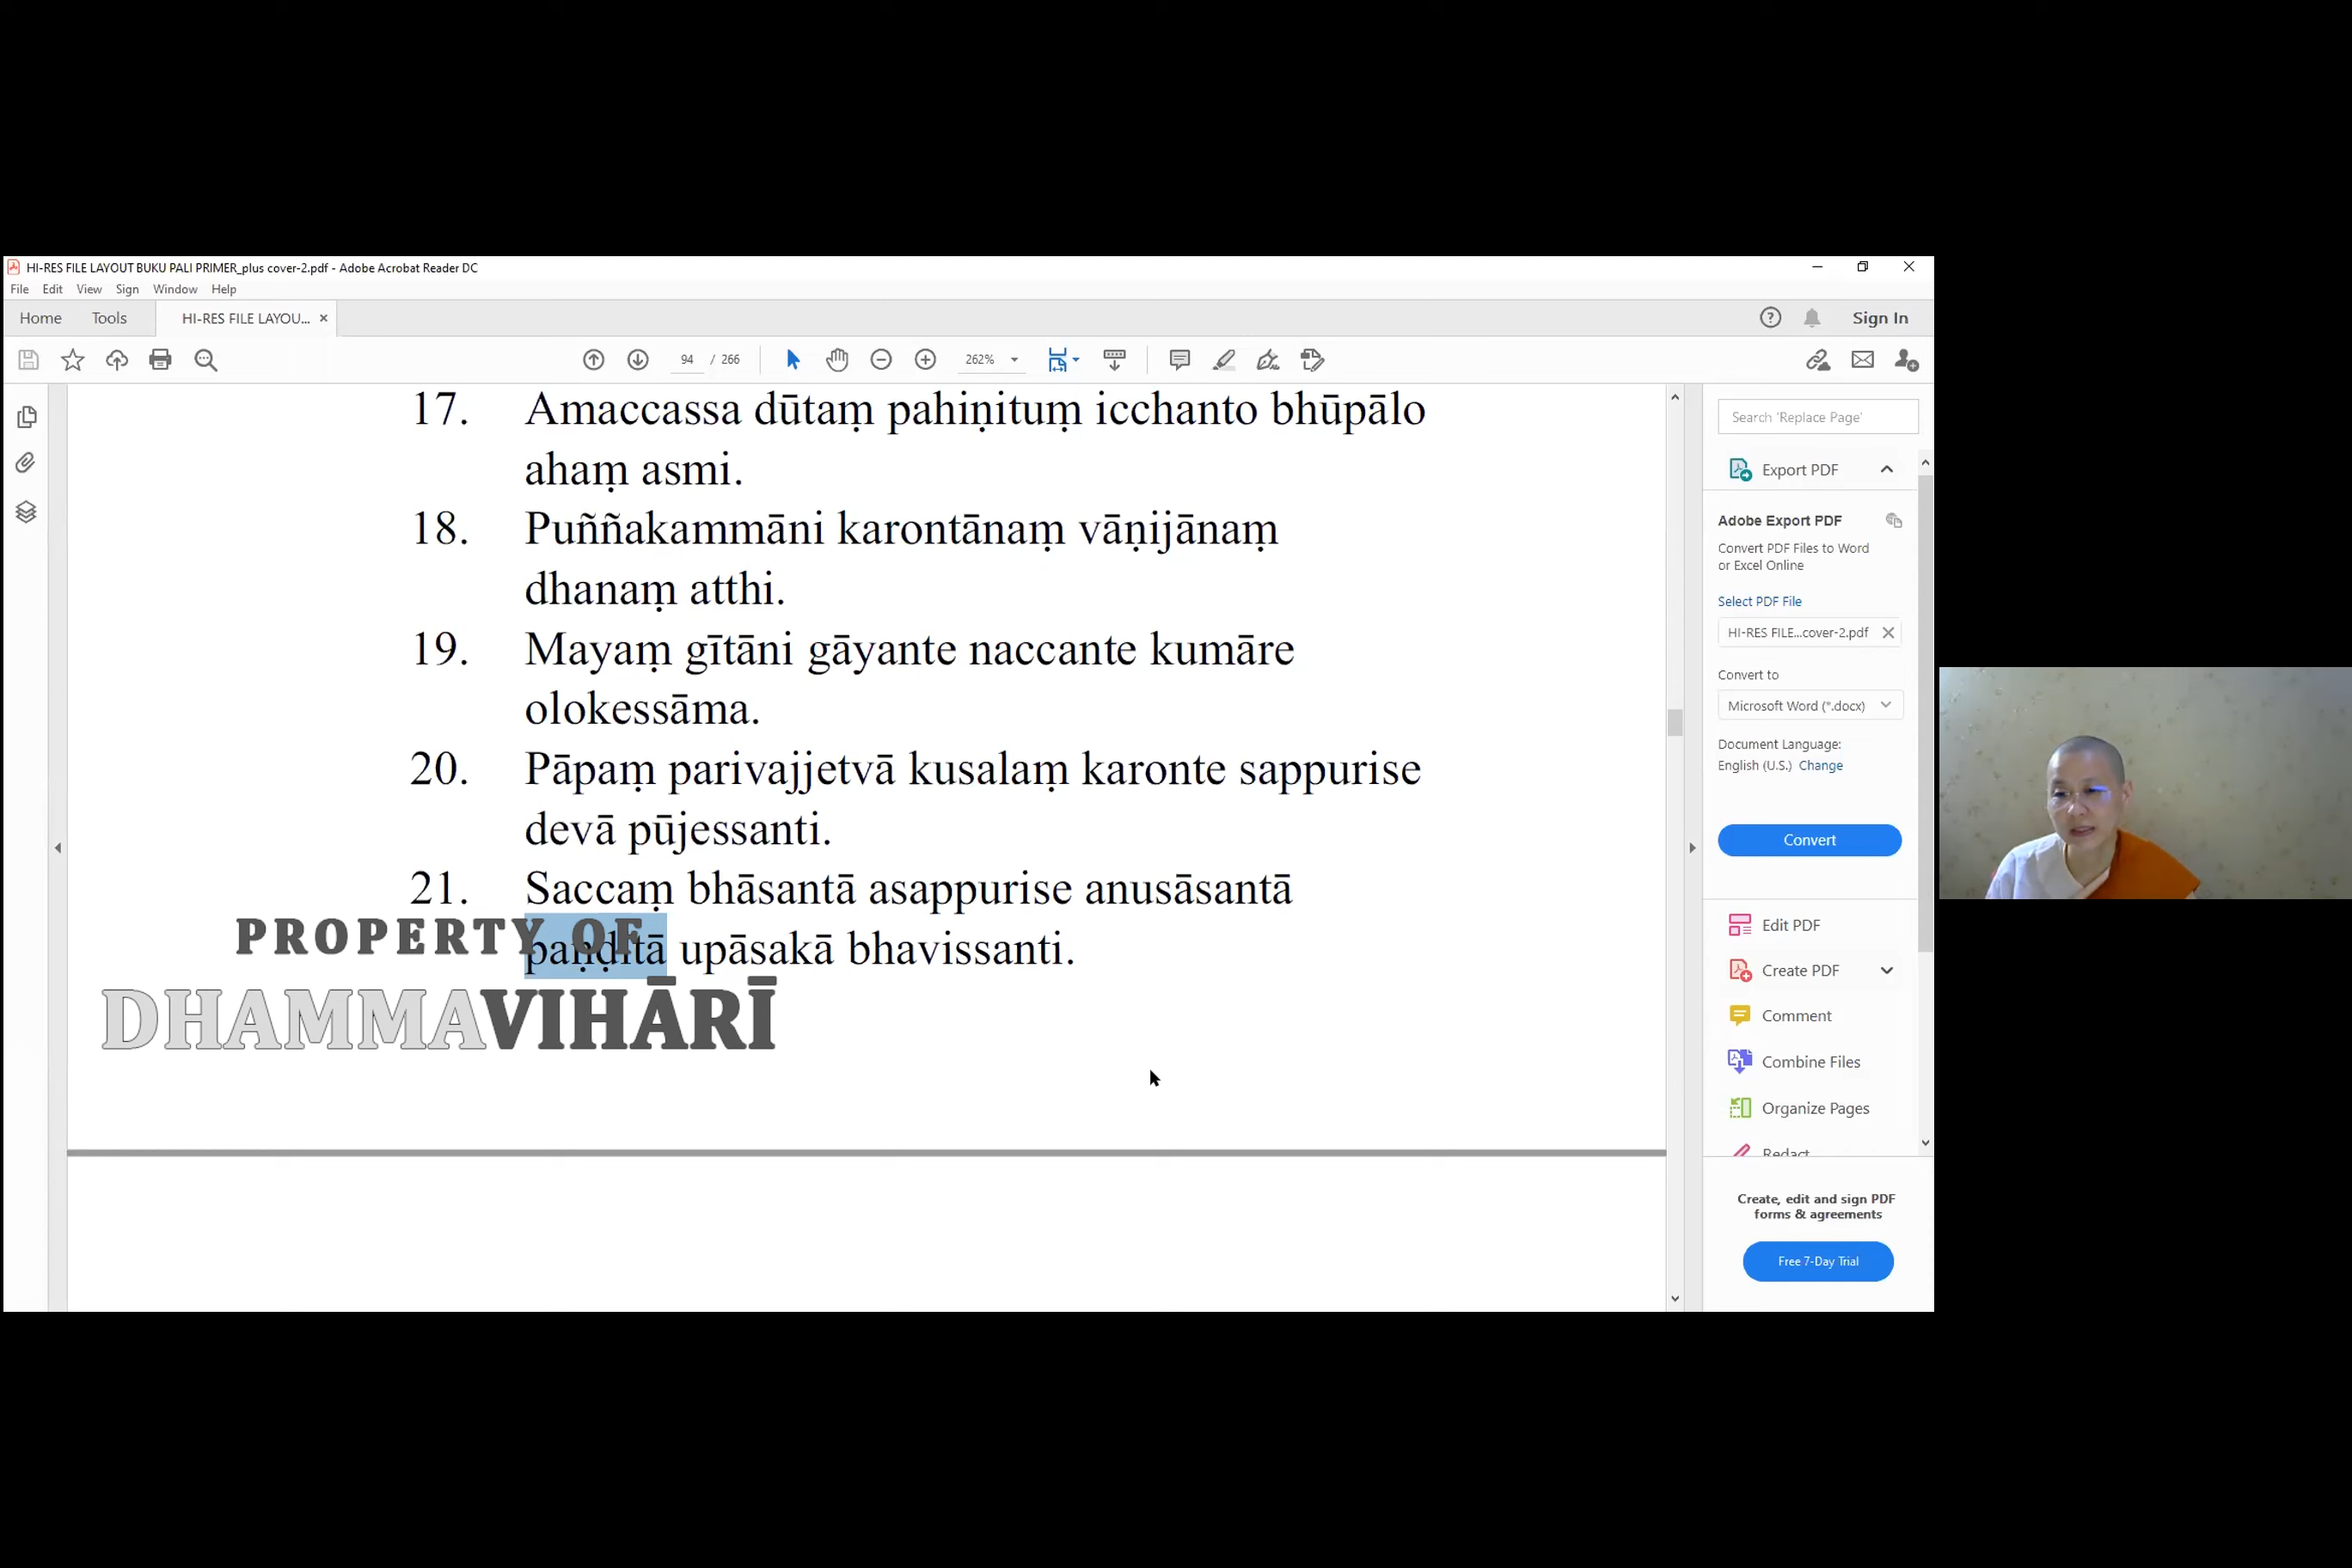 HI-RES FILE LAYOUT BUKU PALI PRIMER_plus cover-2.pdf - Adobe Acrobat Reader DC
File Edit View Sign Window Help
Home Tools HI-RES FILE LAYOU... × Sign In
94 / 266 262%
17. Amaccassa dūtaṃ pahiṇituṃ icchanto bhūpālo
ahaṃ asmi.
18. Puññakammāni karontānaṃ vāṇijānaṃ
dhanaṃ atthi.
19. Mayaṃ gītāni gāyante naccante kumāre
olokessāma.
20. Pāpaṃ parivajjetvā kusalaṃ karonte sappurise
devā pūjessanti.
21. Saccaṃ bhāsantā asappurise anusāsantā
paṇḍitā upāsakā bhavissanti.
PROPERTY OF
DHAMMAVIHĀRĪ
Search 'Replace Page'
Export PDF
Adobe Export PDF
Convert PDF Files to Word
or Excel Online
Select PDF File
HI-RES FILE...cover-2.pdf
Convert to
Microsoft Word (*.docx)
Document Language:
English (U.S.) Change
Convert
Edit PDF
Create PDF
Comment
Combine Files
Organize Pages
Redact
Create, edit and sign PDF
forms & agreements
Free 7-Day Trial